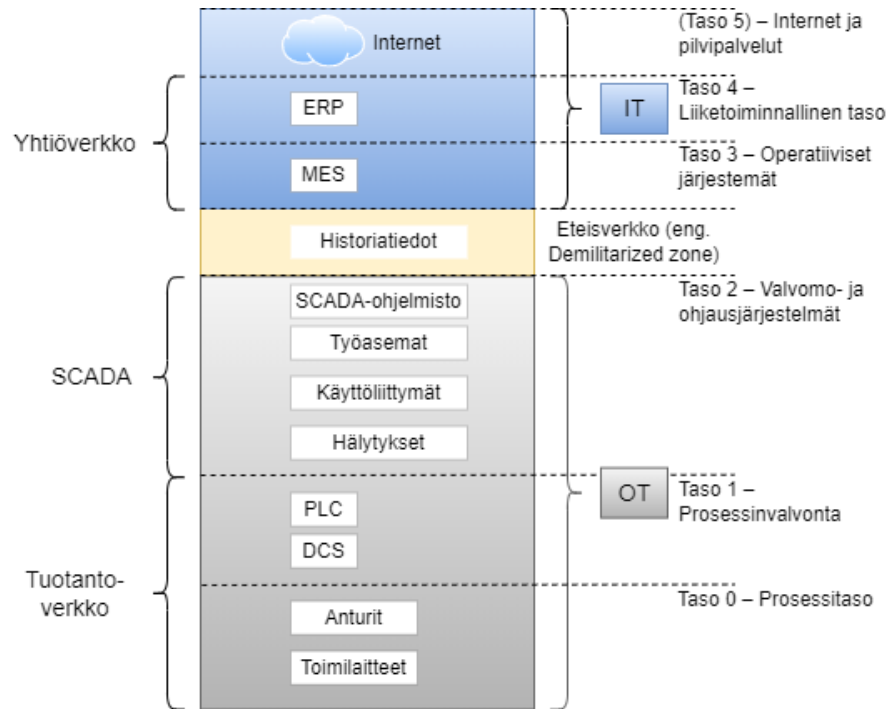 (Taso 5) – Internet ja
pilvipalvelut
Internet
Taso 4 –
Liiketoiminnallinen taso
IT
ERP
Yhtiöverkko
Taso 3 – Operatiiviset
järjestemät
MES
Eteisverkko (eng.
Demilitarized zone)
Historiatiedot
Taso 2 – Valvomo- ja
ohjausjärjestelmät
SCADA-ohjelmisto
Työasemat
SCADA
Käyttöliittymät
Hälytykset
OT
Taso 1 –
Prosessinvalvonta
PLC
DCS
Tuotanto-
verkko
Taso 0 – Prosessitaso
Anturit
Toimilaitteet